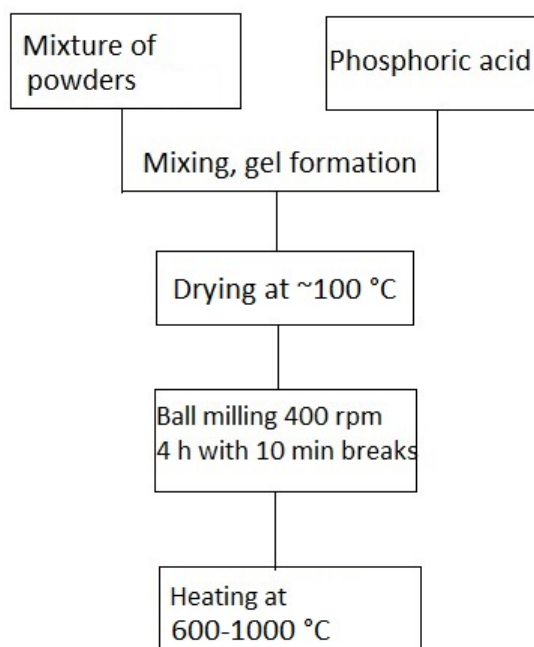 Mixture of
powders
Phosphoric acid
Mixing, gel formation
Drying at ~100 °C
Ball milling 400 rpm
4 h with 10 min breaks
Heating at
600-1000 °C